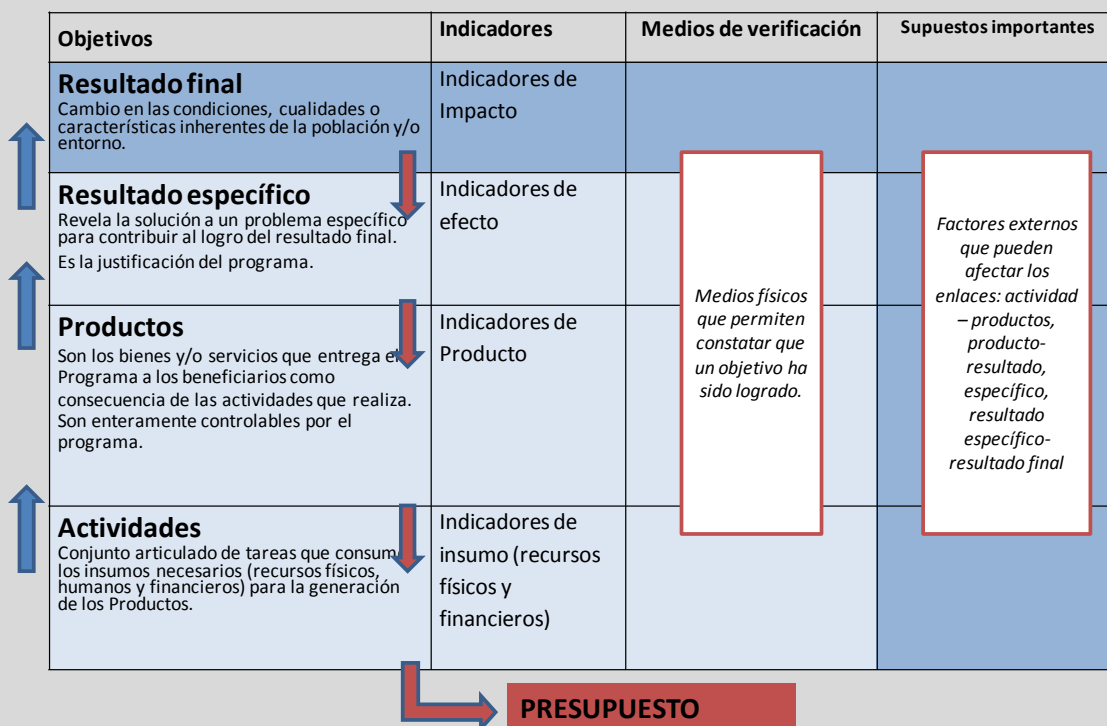 Objetivos
Indicadores
Medios de verificación
Supuestos importantes
Resultado final
Cambio en las condiciones, cualidades o
características inherentes de la población y/o
entorno.
Indicadores de
Impacto
Resultado específico
Revela la solución a un problema específico
para contribuir al logro del resultado final.
Es la justificación del programa.
Indicadores de
efecto
Productos
Son los bienes y/o servicios que entrega el
Programa a los beneficiarios como
consecuencia de las actividades que realiza.
Son enteramente controlables por el
programa.
Indicadores de
Producto
Actividades
Conjunto articulado de tareas que consum
los insumos necesarios (recursos físicos,
humanos y financieros) para la generación
de los Productos.
Indicadores de
insumo (recursos
físicos y
financieros)
Medios físicos
que permiten
constatar que
un objetivo ha
sido logrado.
Factores externos
que pueden
afectar los
enlaces: actividad
– productos,
producto-
resultado,
específico,
resultado
específico-
resultado final
PRESUPUESTO